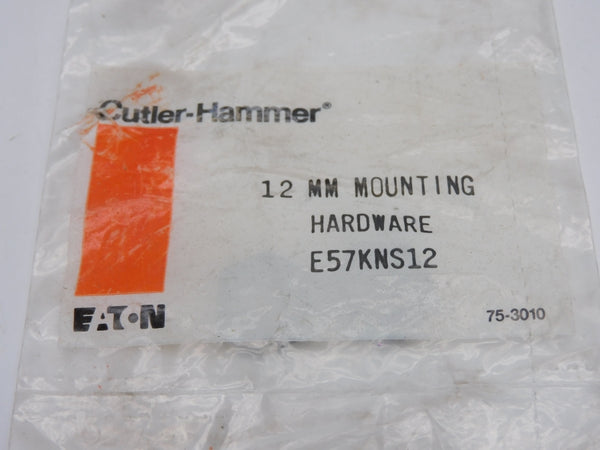 Cutler-Hammer®
12 MM MOUNTING
HARDWARE
E57KNS12
EATON
75-3010